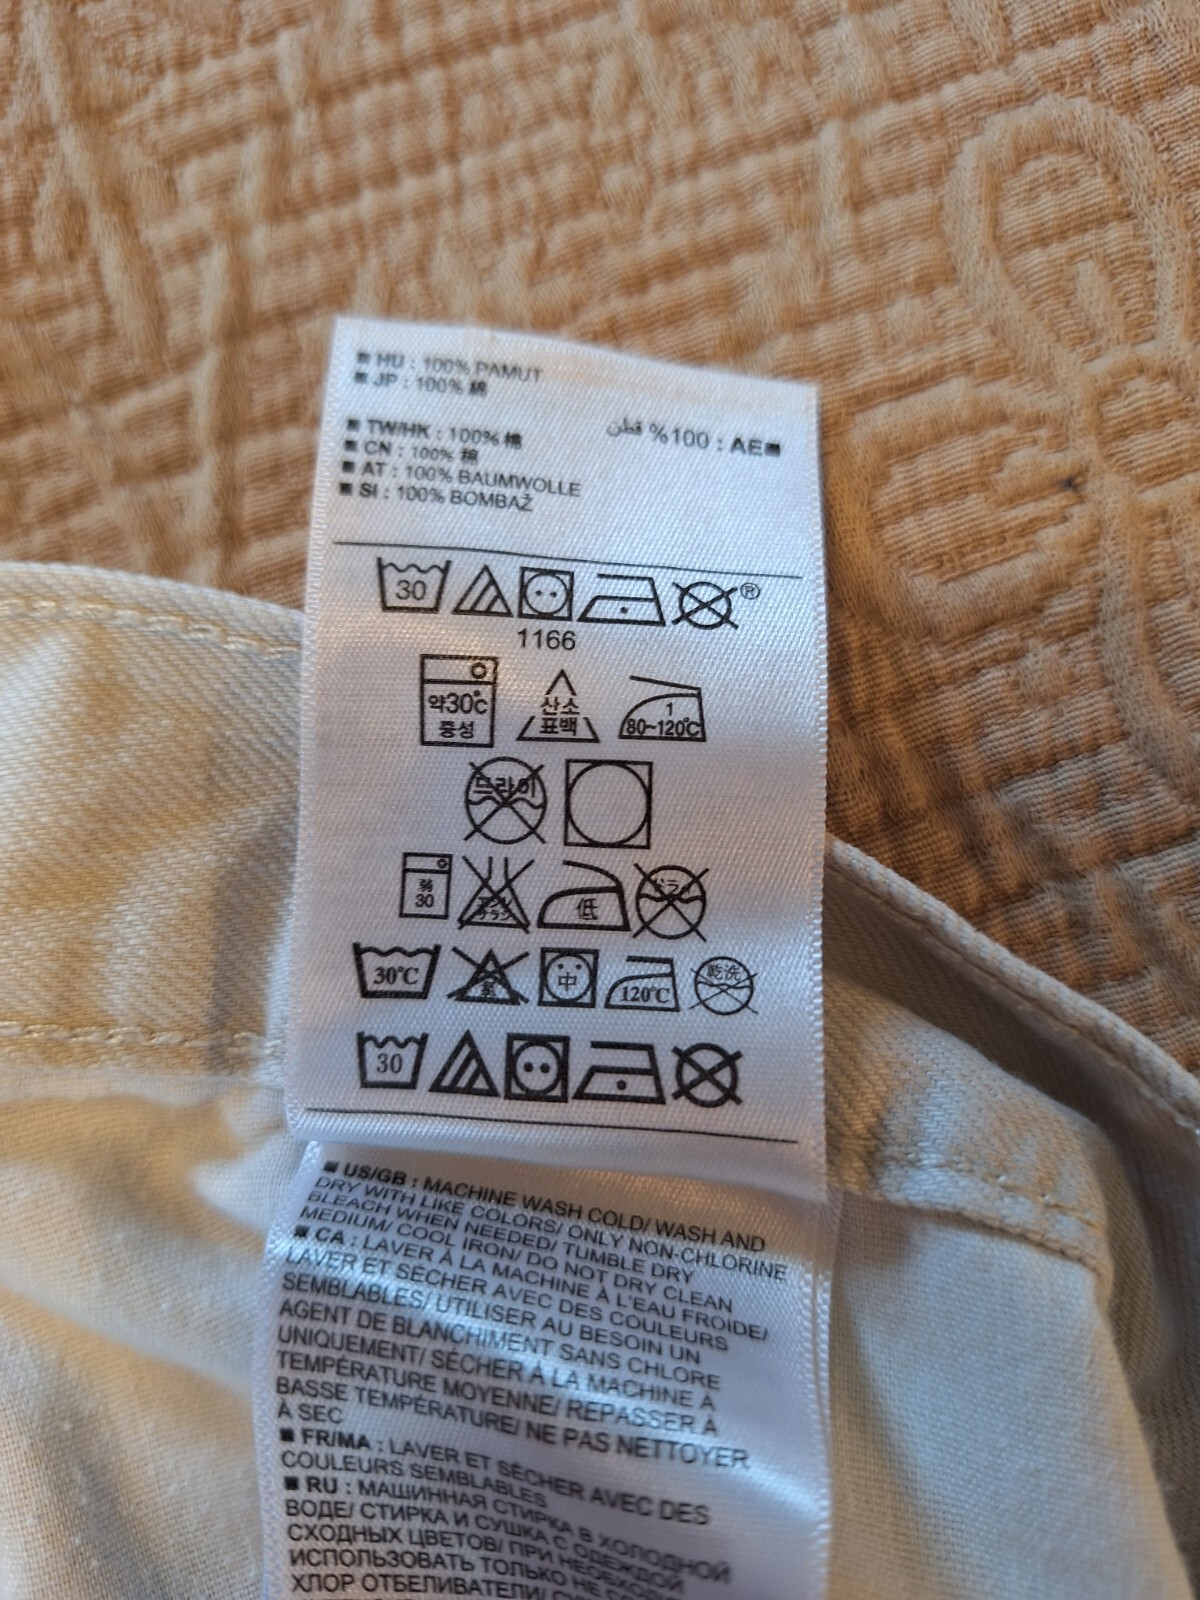 ■ HU : 100% PAMUT
■ JP : 100% 綿
■ TW/HK : 100% 棉
■AE : 100% قطن
■ CN : 100% 棉
■ AT : 100% BAUMWOLLE
■ SI : 100% BOMBAŽ
30 ®
1166
약30℃ 중성 산소 표백 1 80~120℃
드라이
弱 30 低
30℃ 氯 中 120℃ 乾洗
30
■ US/GB : MACHINE WASH COLD/ WASH AND
DRY WITH LIKE COLORS/ ONLY NON-CHLORINE
BLEACH WHEN NEEDED/ TUMBLE DRY
MEDIUM/ COOL IRON/ DO NOT DRY CLEAN
■ CA : LAVER À LA MACHINE À L'EAU FROIDE/
LAVER ET SÉCHER AVEC DES COULEURS
SEMBLABLES/ UTILISER AU BESOIN UN
AGENT DE BLANCHIMENT SANS CHLORE
UNIQUEMENT/ SÉCHER À LA MACHINE À
TEMPÉRATURE MOYENNE/ REPASSER À
BASSE TEMPÉRATURE/ NE PAS NETTOYER
À SEC
■ FR/MA : LAVER ET SÉCHER AVEC DES
COULEURS SEMBLABLES
■ RU : МАШИННАЯ СТИРКА В ХОЛОДНОЙ
ВОДЕ/ СТИРКА И СУШКА С ОДЕЖДОЙ
СХОДНЫХ ЦВЕТОВ/ ПРИ
ИСПОЛЬЗОВАТЬ ТОЛЬКО НЕ
ХЛОР ОТБЕЛИВАТЕЛИ/